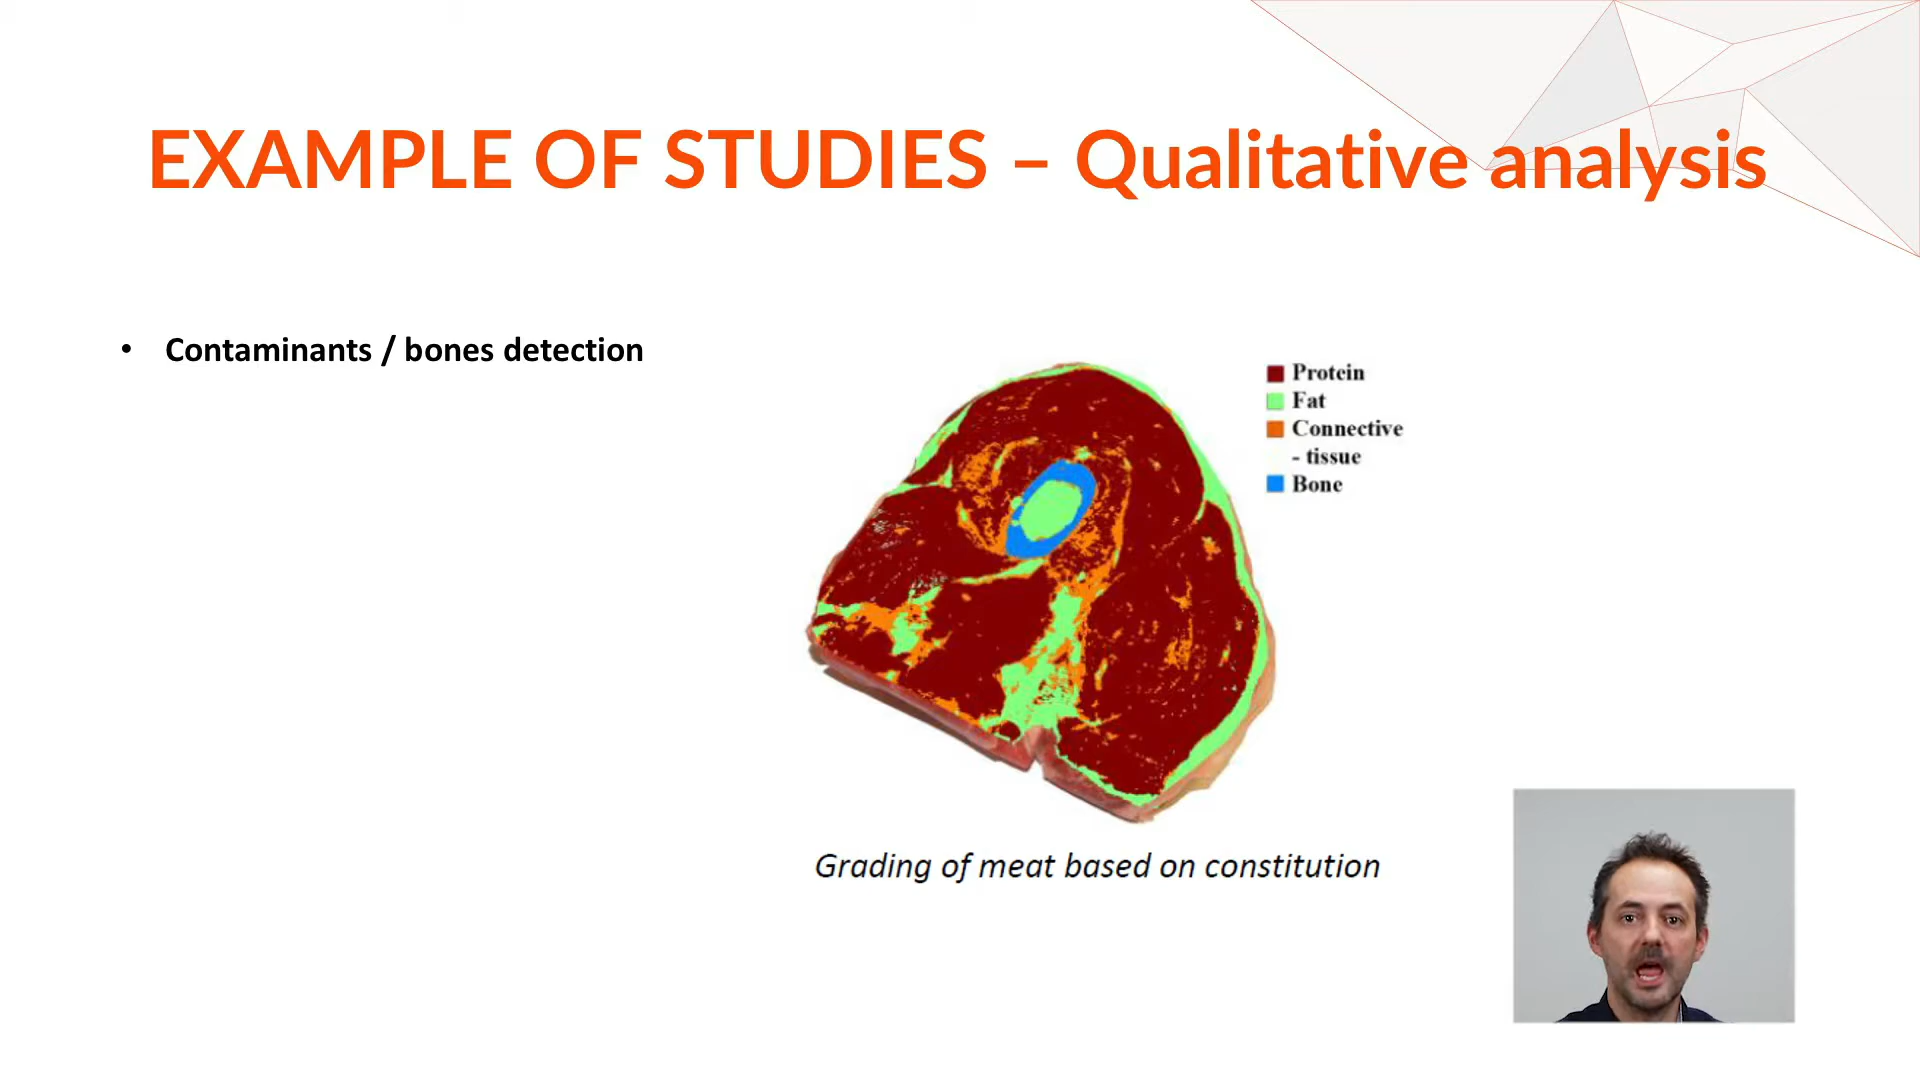 EXAMPLE OF STUDIES – Qualitative analysis
• Contaminants / bones detection
Protein
Fat
Connective
- tissue
Bone
Grading of meat based on constitution